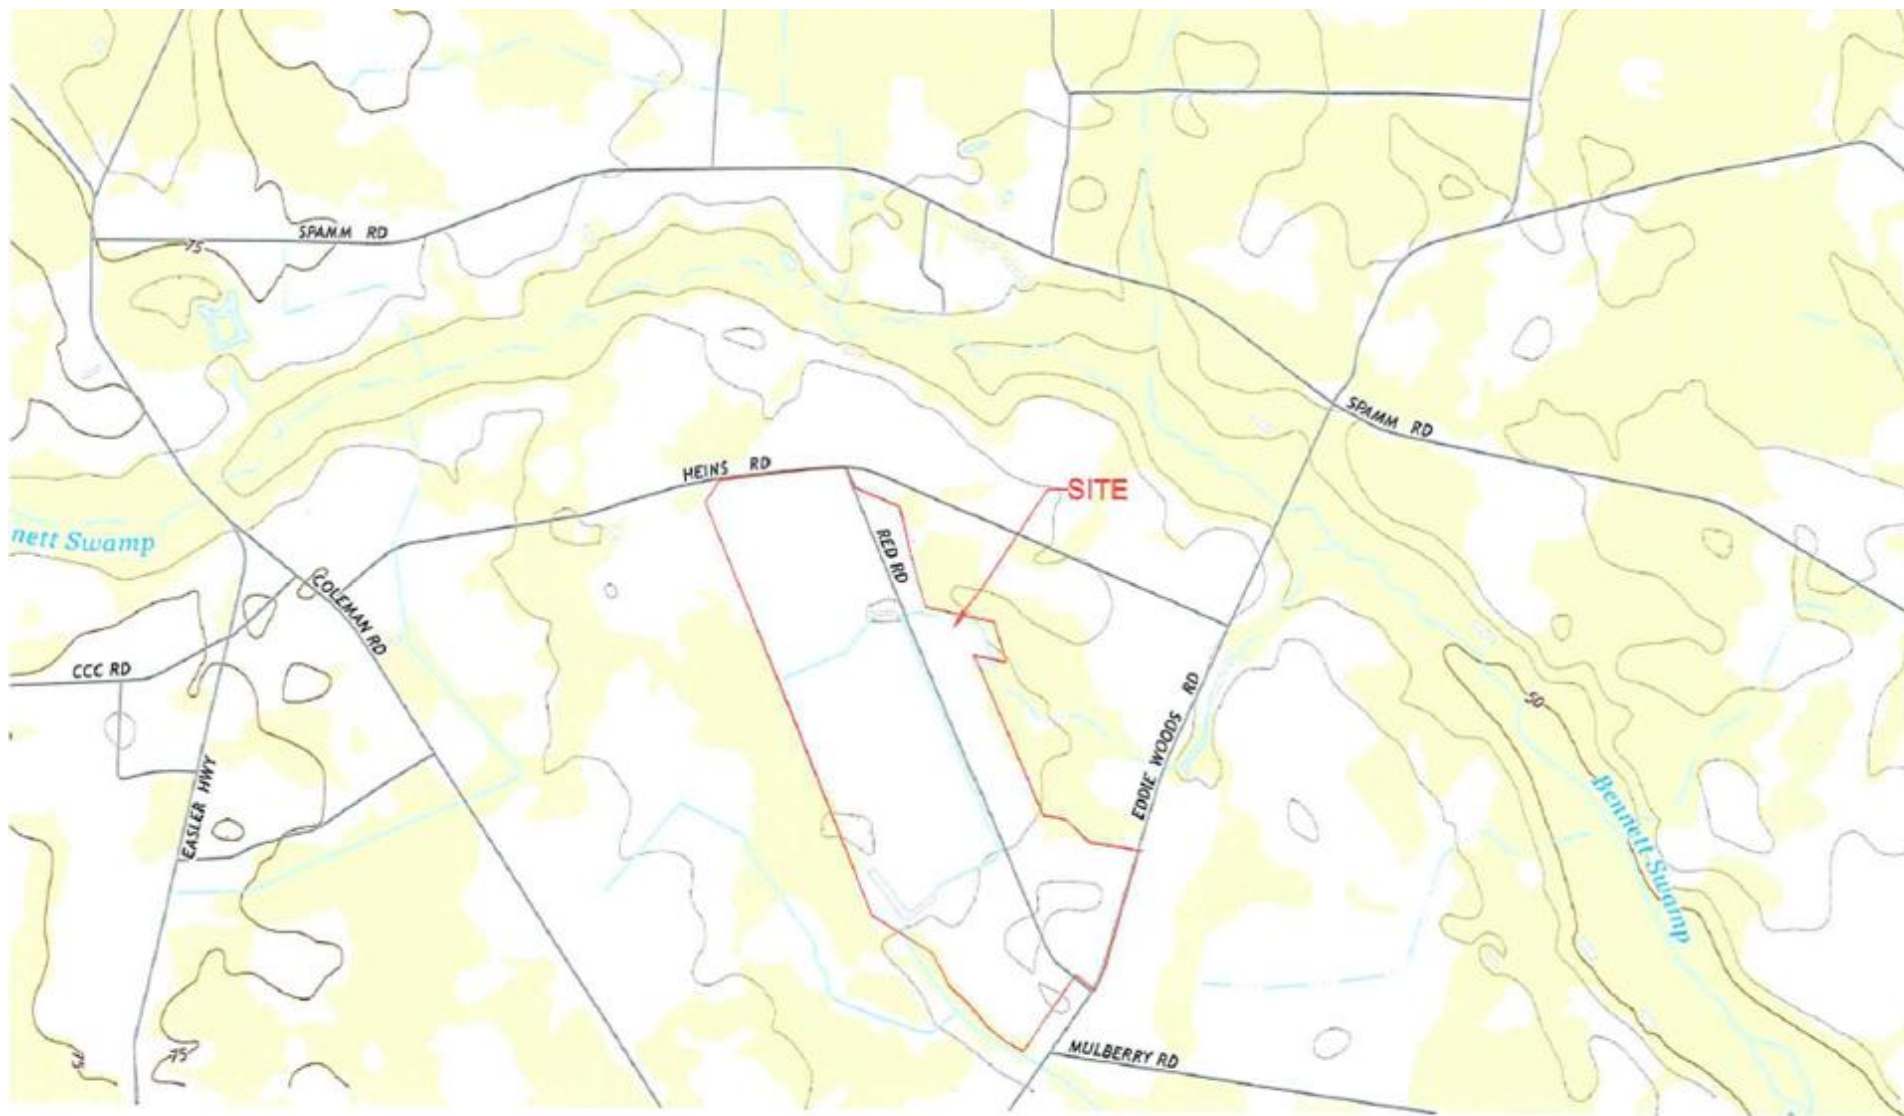 SPAMM RD
75
SPAMM RD
HEINS RD
SITE
nett Swamp
RED RD
COLEMAN RD
CCC RD
EDDIE WOODS RD
50
EASLER HWY
Bennett Swamp
MULBERRY RD
75
75